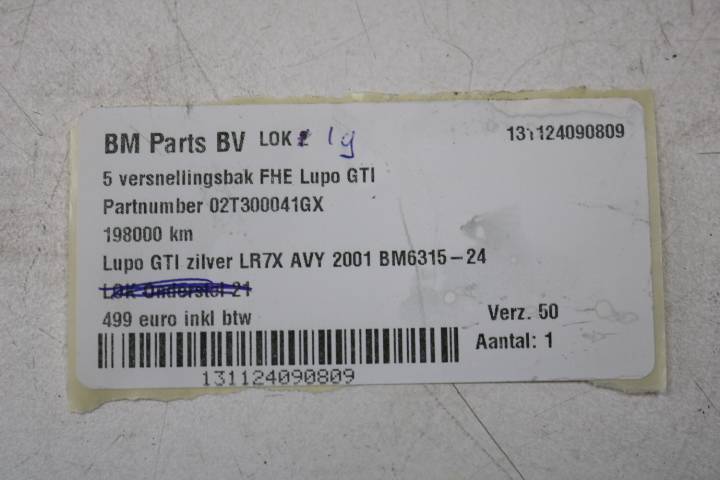 BM Parts BV LOK 1g 131124090809
5 versnellingsbak FHE Lupo GTI
Partnumber 02T300041GX
198000 km
Lupo GTI zilver LR7X AVY 2001 BM6315-24
LOK Onderstel 21
499 euro inkl btw Verz. 50
Aantal: 1
131124090809